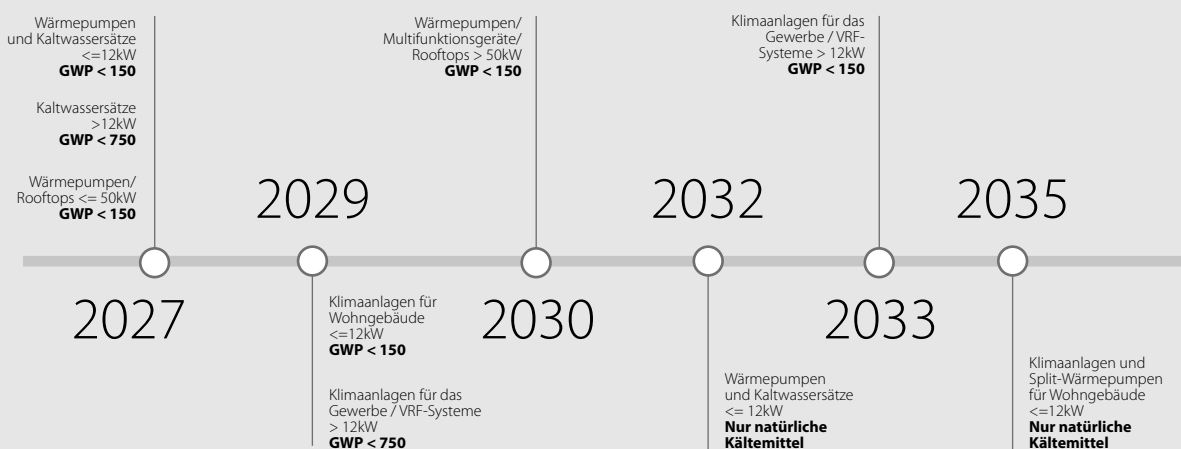 Wärmepumpen
und Kaltwassersätze
<=12kW
GWP < 150
Kaltwassersätze
>12kW
GWP < 750
Wärmepumpen/
Rooftops <= 50kW
GWP < 150
2027
2029
Klimaanlagen für
Wohngebäude
<=12kW
GWP < 150
Klimaanlagen für das
Gewerbe / VRF-Systeme
> 12kW
GWP < 750
Wärmepumpen/
Multifunktionsgeräte/
Rooftops > 50kW
GWP < 150
2030
2032
Wärmepumpen
und Kaltwassersätze
<= 12kW
Nur natürliche
Kältemittel
Klimaanlagen für das
Gewerbe / VRF-
Systeme > 12kW
GWP < 150
2033
2035
Klimaanlagen und
Split-Wärmepumpen
für Wohngebäude
<=12kW
Nur natürliche
Kältemittel